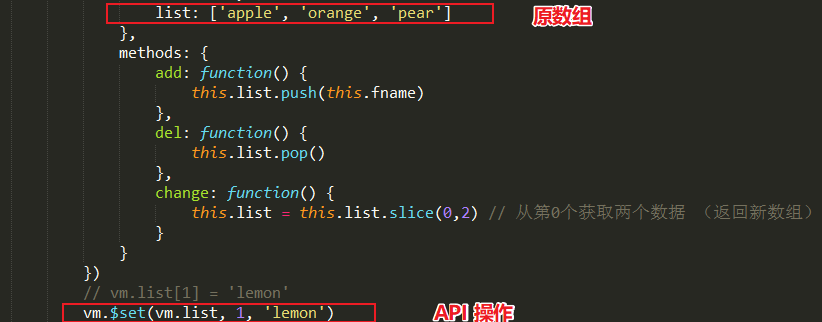 list: ['apple', 'orange', 'pear'] 原数组
},
methods: {
add: function() {
this.list.push(this.fname)
},
del: function() {
this.list.pop()
},
change: function() {
this.list = this.list.slice(0,2) // 从第0个获取两个数据 （返回新数组）
}
}
})
// vm.list[1] = 'lemon'
vm.$set(vm.list, 1, 'lemon') API 操作